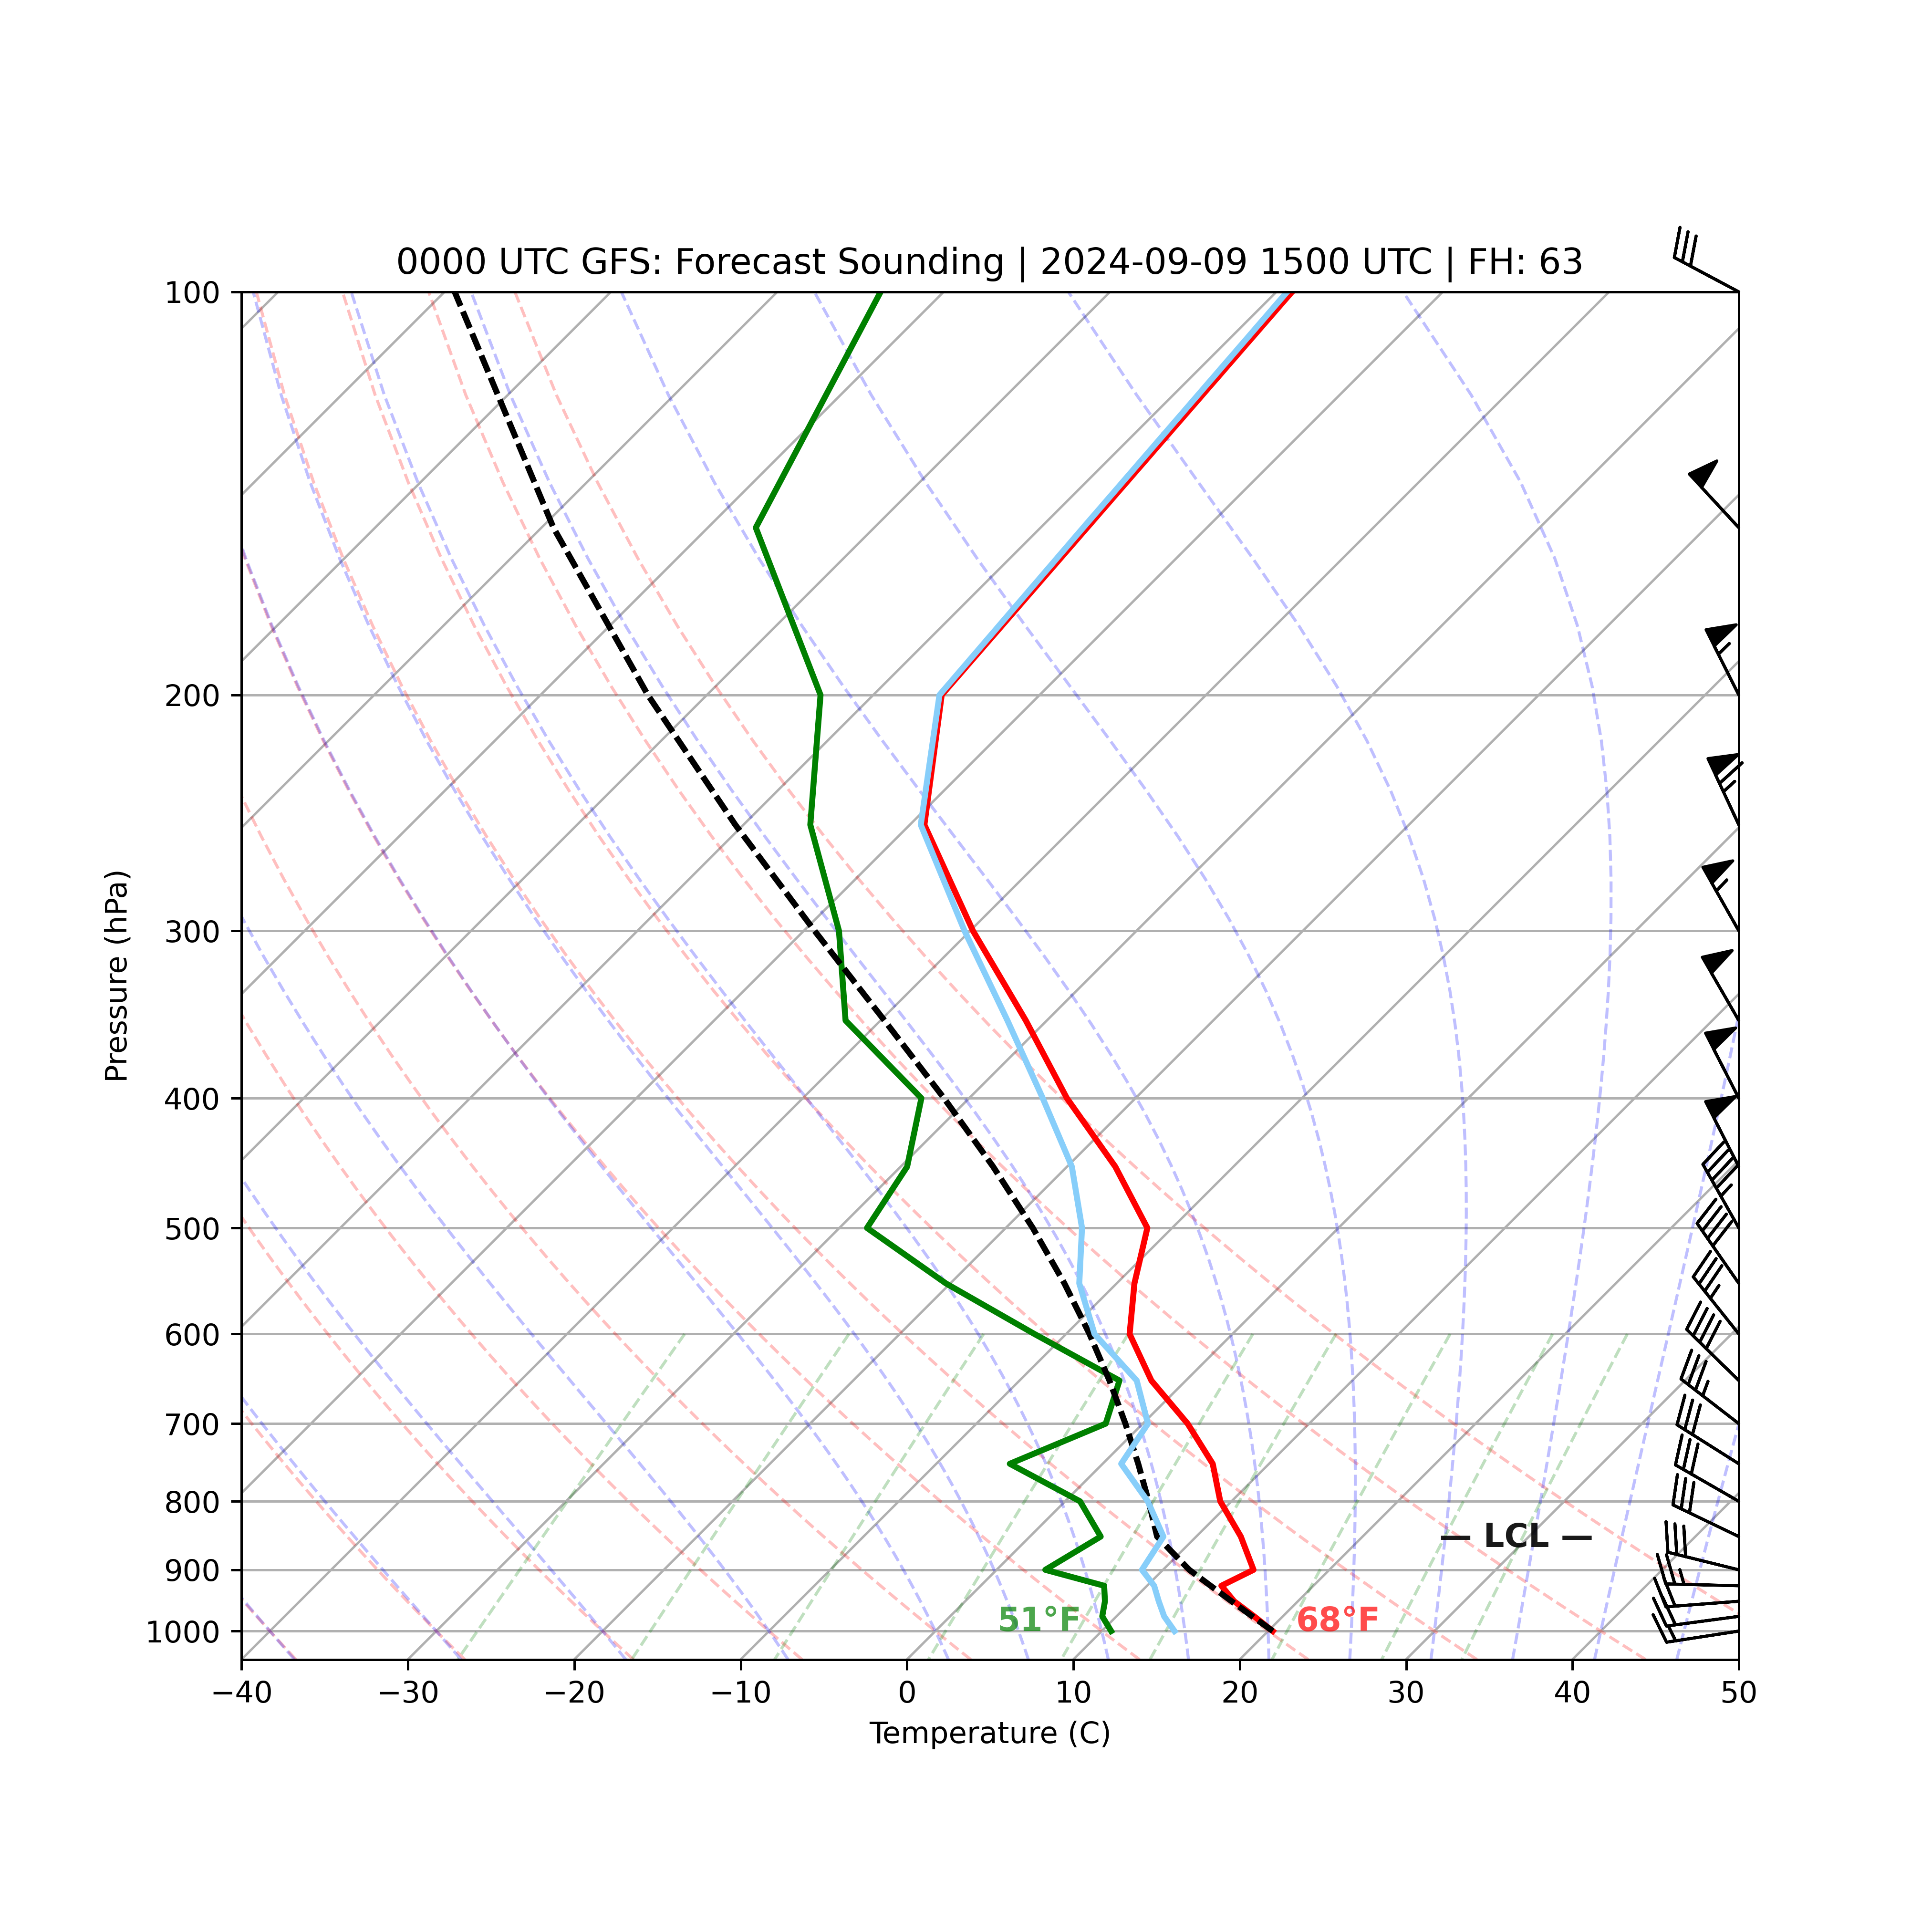 0000 UTC GFS: Forecast Sounding | 2024-09-09 1500 UTC | FH: 63
100
200
300
400
500
600
700
800
900
1000
Pressure (hPa)
— LCL —
51°F
68°F
−40 −30 −20 −10 0 10 20 30 40 50
Temperature (C)